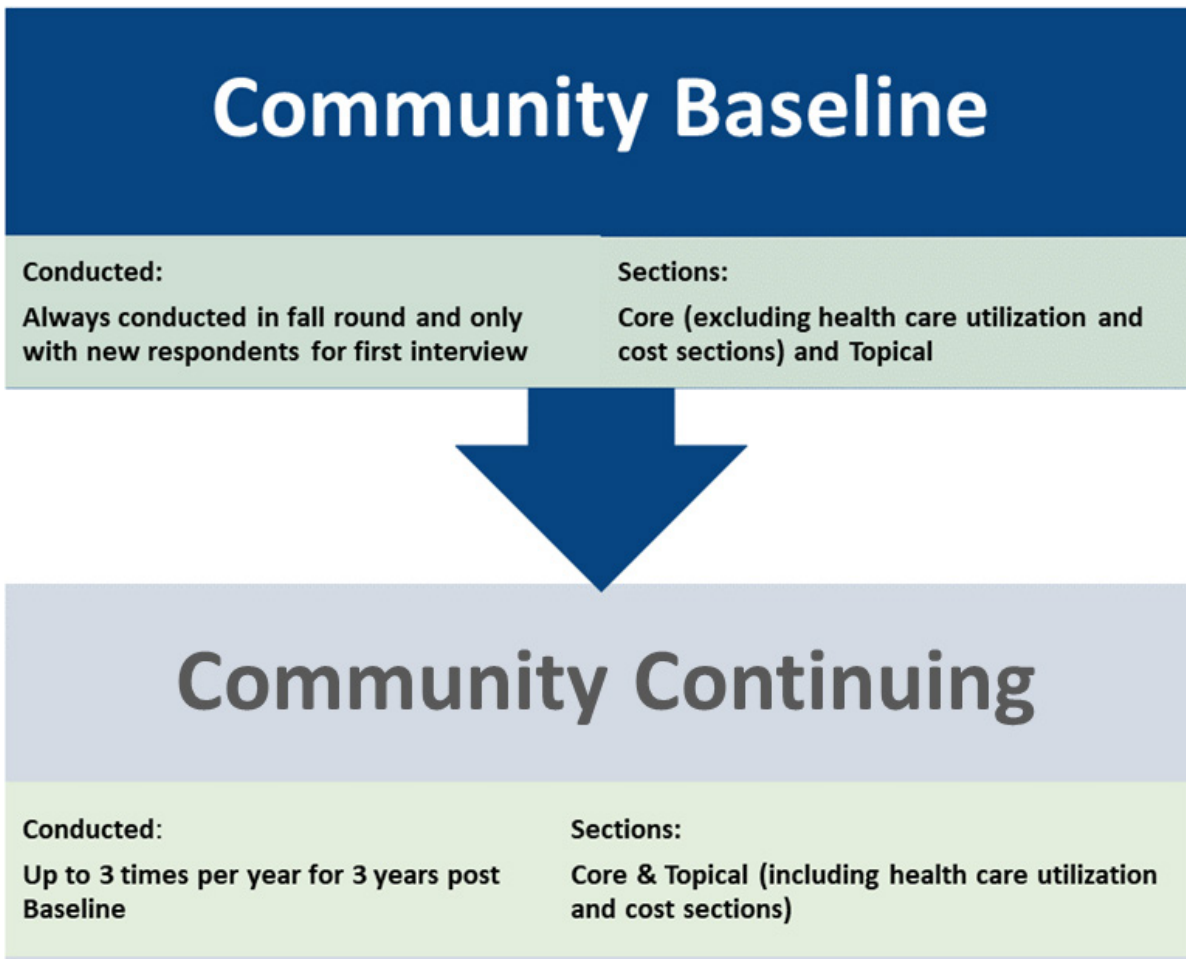 Community Baseline
Conducted:
Always conducted in fall round and only
with new respondents for first interview
Sections:
Core (excluding health care utilization and
cost sections) and Topical
Community Continuing
Conducted:
Up to 3 times per year for 3 years post
Baseline
Sections:
Core & Topical (including health care utilization
and cost sections)